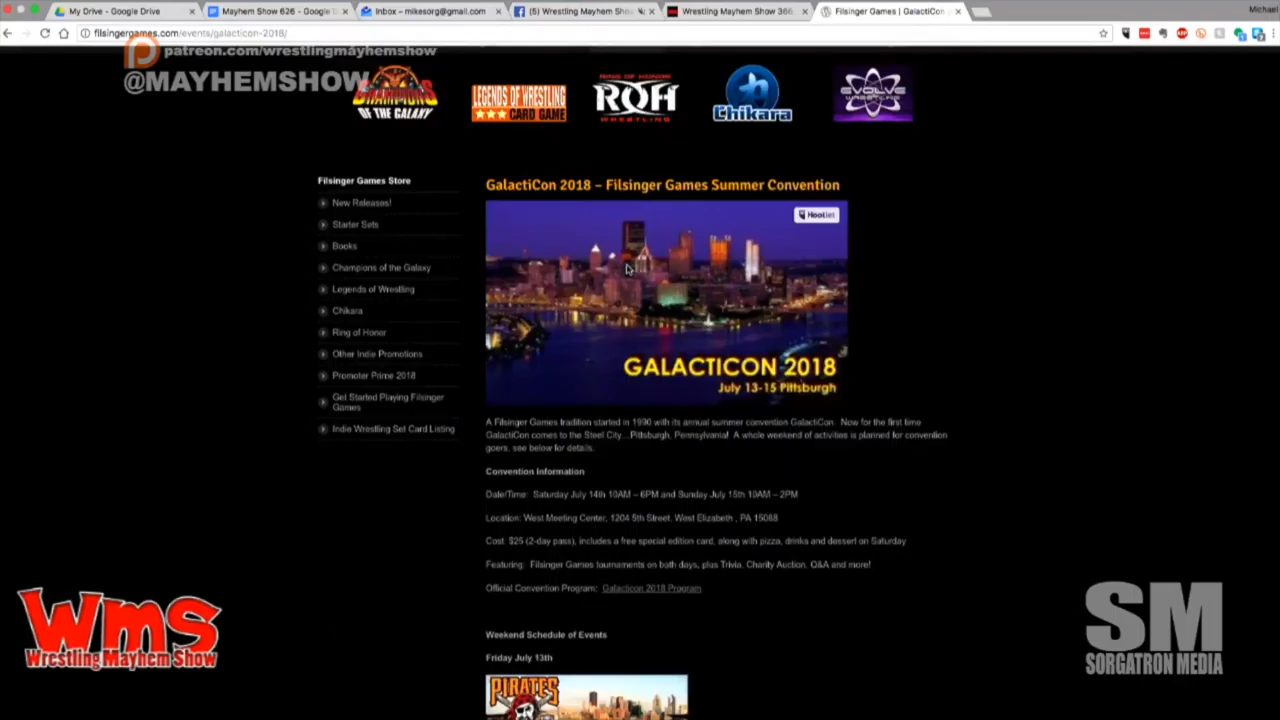 My Drive - Google Drive
Mayhem Show 626 - Google
Inbox – mikesorg@gmail.com
(5) Wrestling Mayhem Show
Wrestling Mayhem Show 366
Filsinger Games | GalactiCon
Michael
filsingergames.com/events/galacticon-2018/
patreon.com/wrestlingmayhemshow
@MAYHEMSHOW
CHAMPIONS OF THE GALAXY
LEGENDS OF WRESTLING
CARD GAME
RING OF HONOR
ROH
WRESTLING
Chikara
EVOLVE
WRESTLING
Filsinger Games Store
New Releases!
Starter Sets
Books
Champions of the Galaxy
Legends of Wrestling
Chikara
Ring of Honor
Other Indie Promotions
Promoter Prime 2018
Get Started Playing Filsinger
Games
Indie Wrestling Set Card Listing
GalactiCon 2018 – Filsinger Games Summer Convention
Hootlet
GALACTICON 2018
July 13-15 Pittsburgh
A Filsinger Games tradition started in 1990 with its annual summer convention GalactiCon. Now for the first time
GalactiCon comes to the Steel City... Pittsburgh, Pennsylvania! A whole weekend of activities is planned for convention
goers, see below for details.
Convention Information
Date/Time: Saturday July 14th 10AM – 6PM and Sunday July 15th 10AM – 2PM
Location: West Meeting Center, 1204 5th Street, West Elizabeth , PA 15088
Cost: $25 (2-day pass), includes a free special edition card, along with pizza, drinks and dessert on Saturday
Featuring: Filsinger Games tournaments on both days, plus Trivia, Charity Auction, Q&A and more!
Official Convention Program: Galacticon 2018 Program
Weekend Schedule of Events
Friday July 13th
PIRATES
WMS
Wrestling Mayhem Show
SM
SORGATRON MEDIA